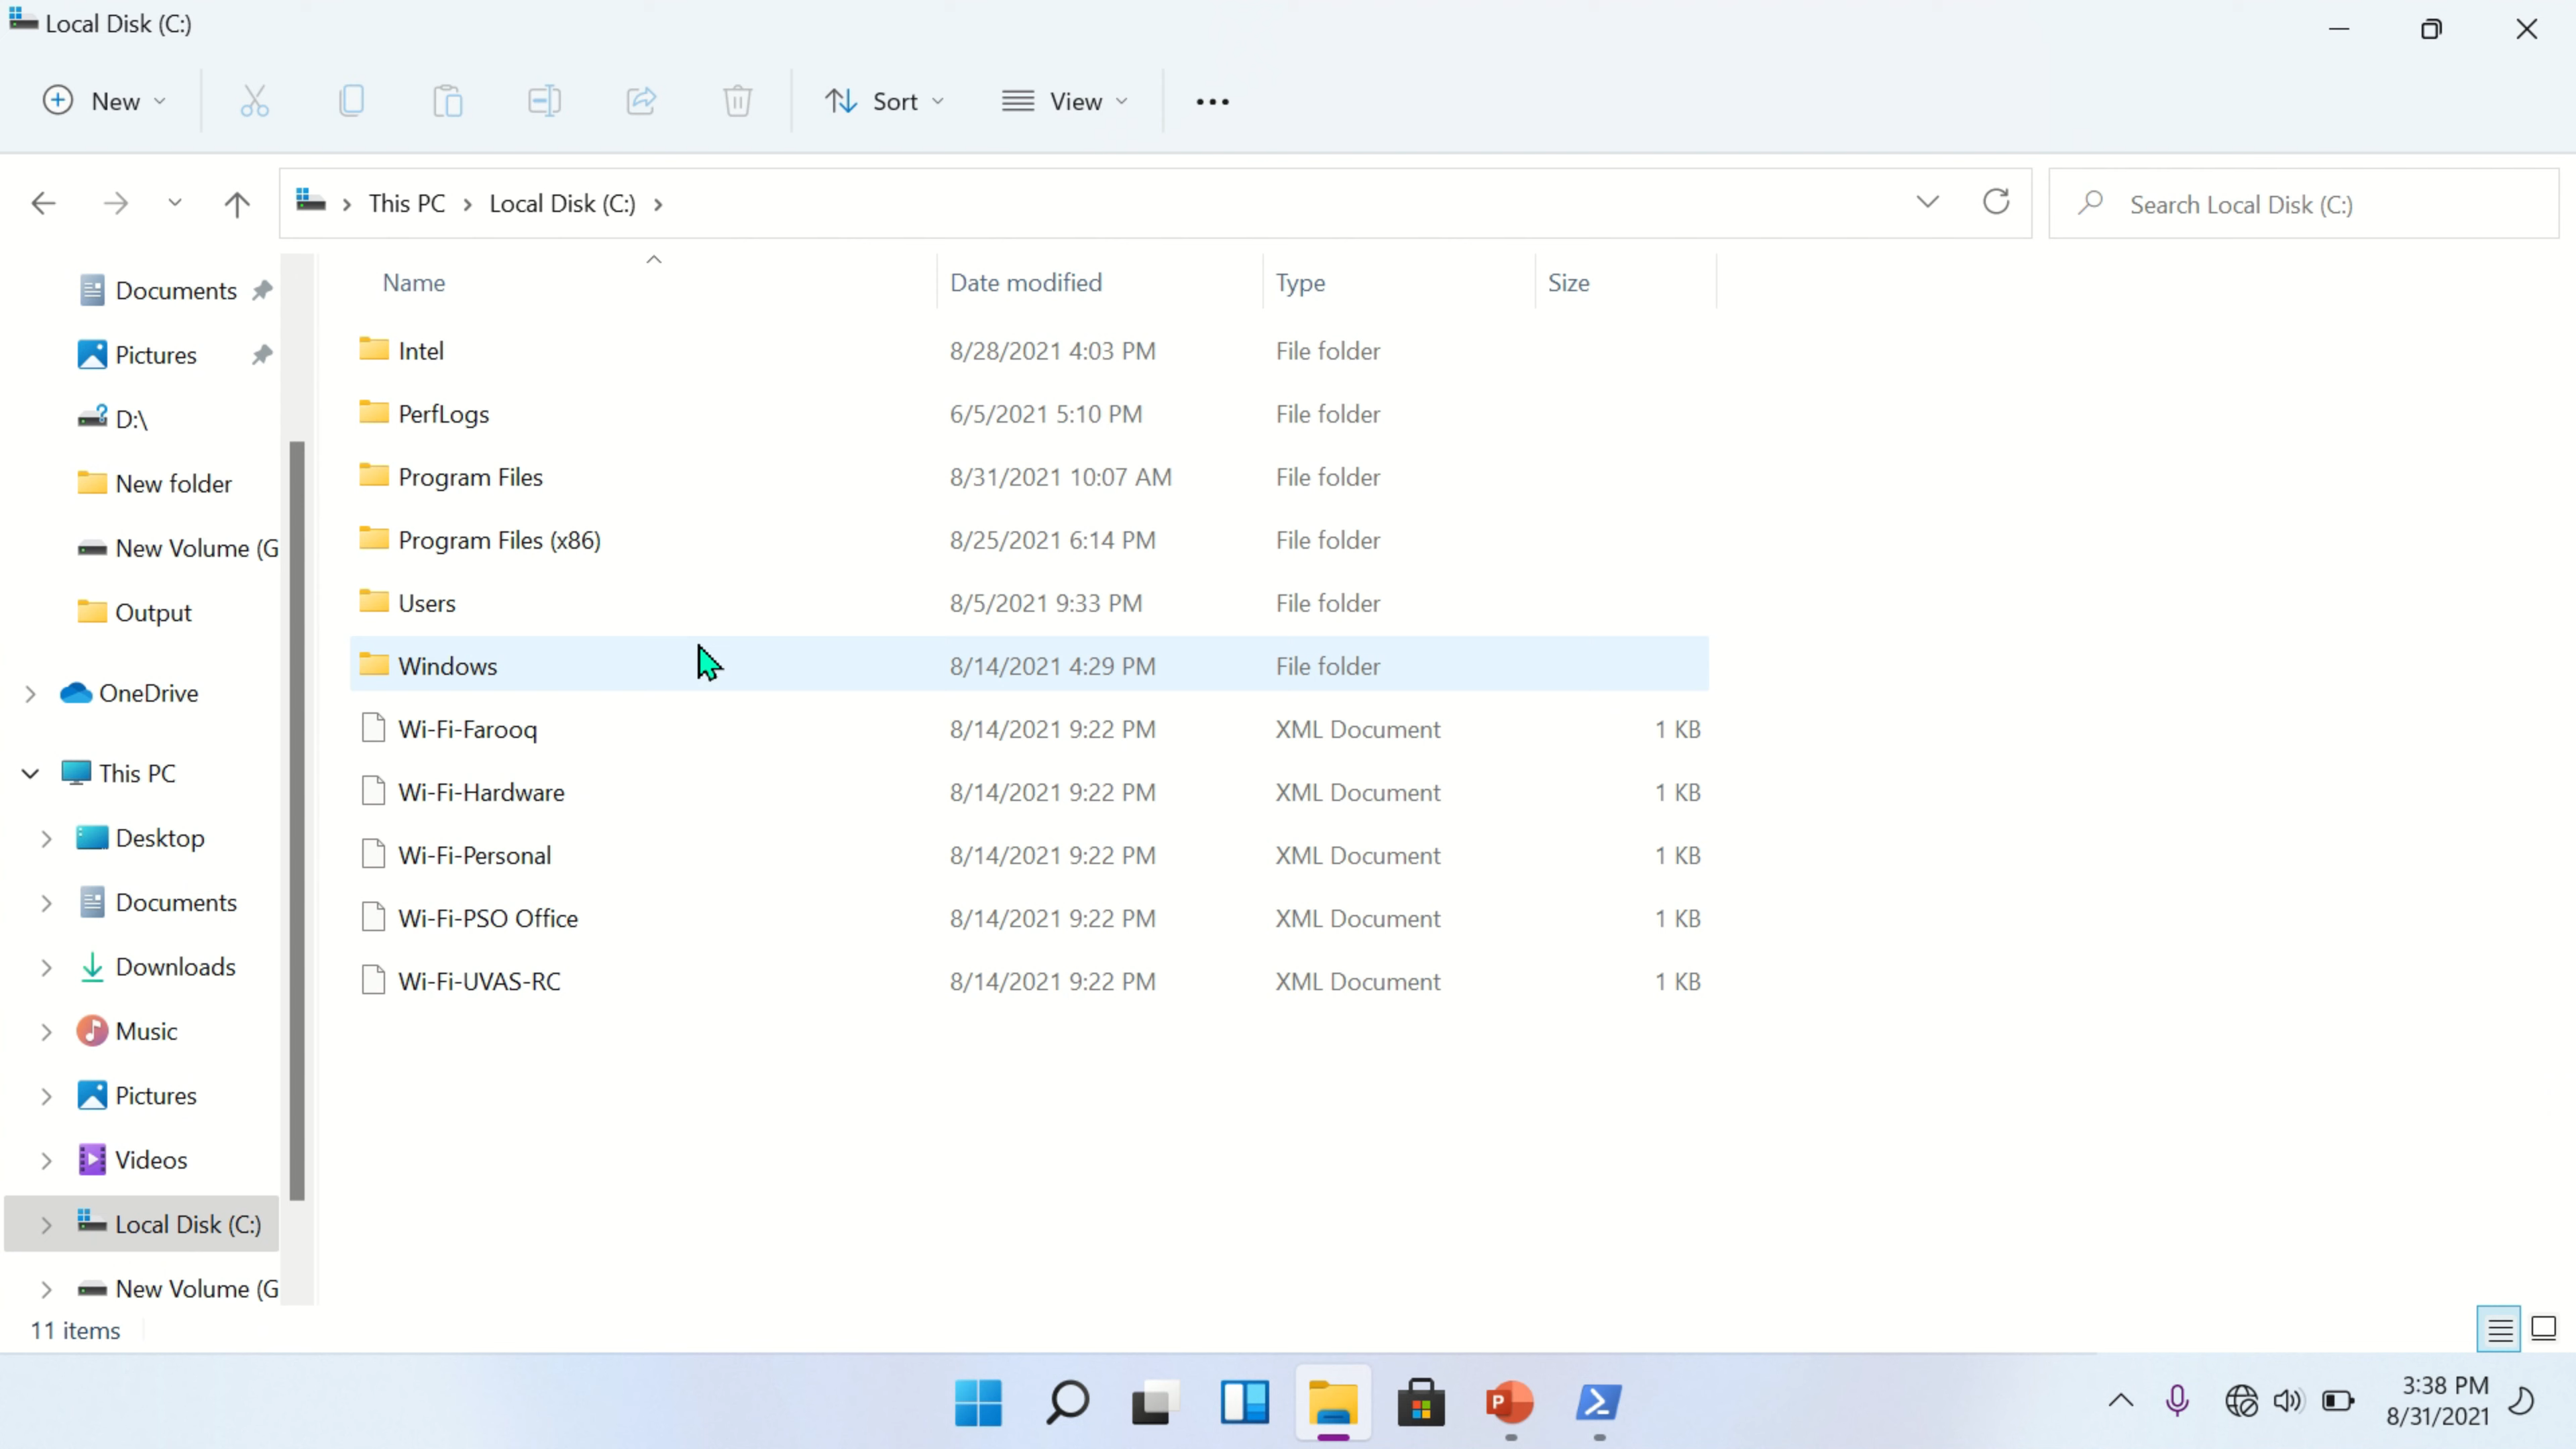 Local Disk (C:)
New
Sort
View
This PC > Local Disk (C:) >
Search Local Disk (C:)
Documents
Pictures
D:\
New folder
New Volume (G
Output
OneDrive
This PC
Desktop
Documents
Downloads
Music
Pictures
Videos
Local Disk (C:)
New Volume (G
Name Date modified Type Size
Intel 8/28/2021 4:03 PM File folder
PerfLogs 6/5/2021 5:10 PM File folder
Program Files 8/31/2021 10:07 AM File folder
Program Files (x86) 8/25/2021 6:14 PM File folder
Users 8/5/2021 9:33 PM File folder
Windows 8/14/2021 4:29 PM File folder
Wi-Fi-Farooq 8/14/2021 9:22 PM XML Document 1 KB
Wi-Fi-Hardware 8/14/2021 9:22 PM XML Document 1 KB
Wi-Fi-Personal 8/14/2021 9:22 PM XML Document 1 KB
Wi-Fi-PSO Office 8/14/2021 9:22 PM XML Document 1 KB
Wi-Fi-UVAS-RC 8/14/2021 9:22 PM XML Document 1 KB
11 items
P
3:38 PM
8/31/2021